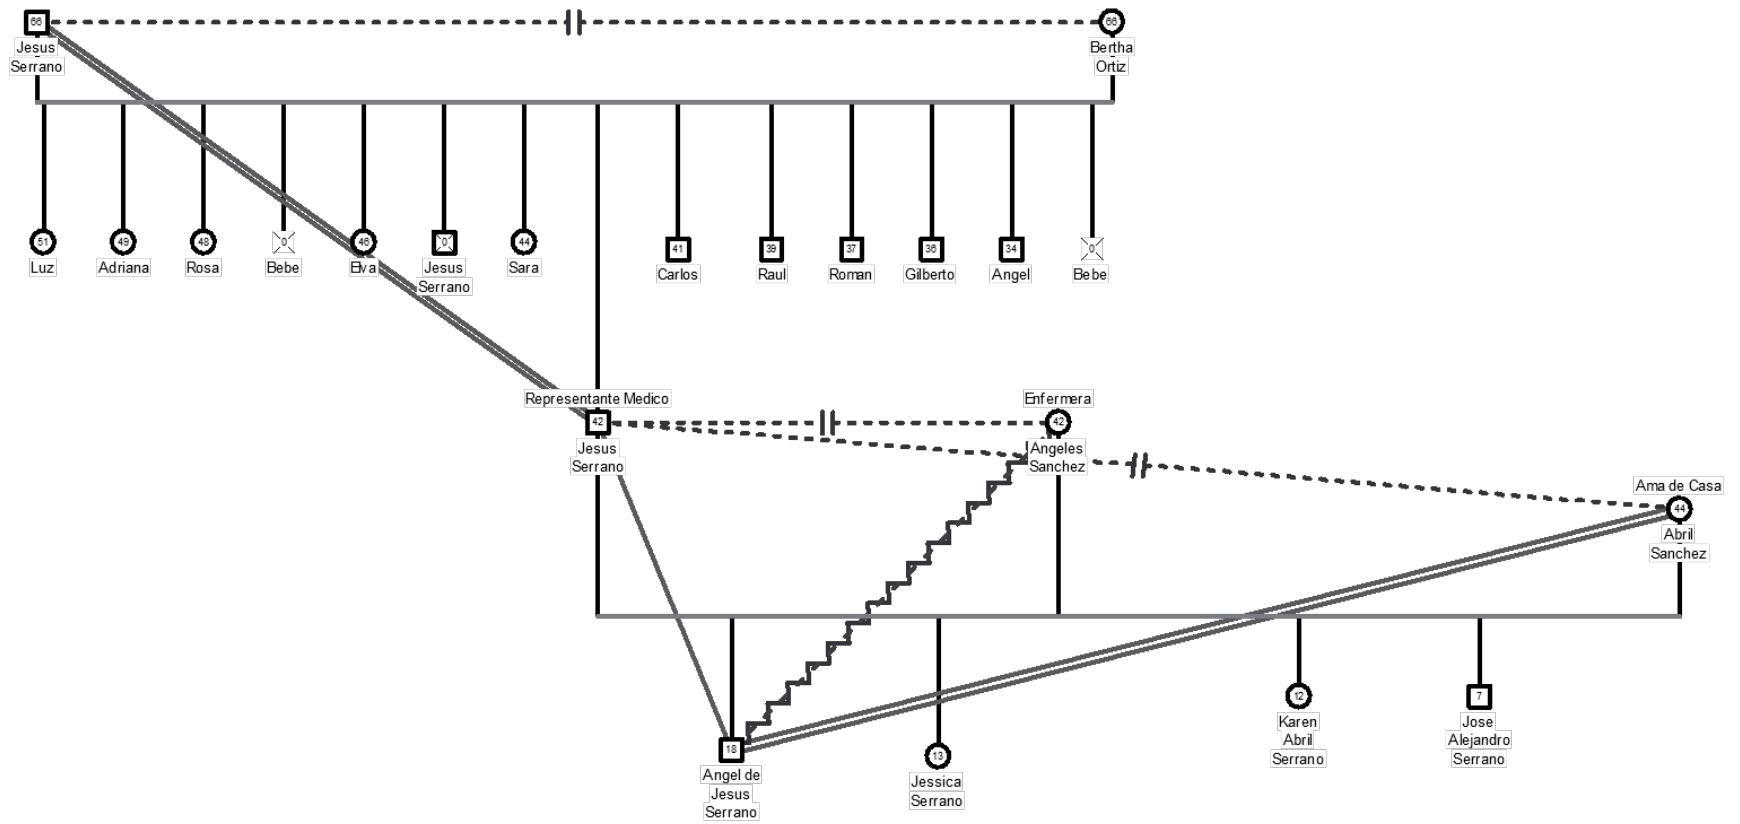 66
66
Jesus
Serrano
Bertha
Ortiz
51
49
48
0
46
0
44
41
39
37
36
34
0
Luz
Adriana
Rosa
Bebe
Elva
Jesus
Serrano
Sara
Carlos
Raul
Roman
Gilberto
Angel
Bebe
Representante Medico
Enfermera
42
42
Jesus
Serrano
Angeles
Sanchez
Ama de Casa
44
Abril
Sanchez
18
13
12
7
Angel de
Jesus
Serrano
Jessica
Serrano
Karen
Abril
Serrano
Jose
Alejandro
Serrano